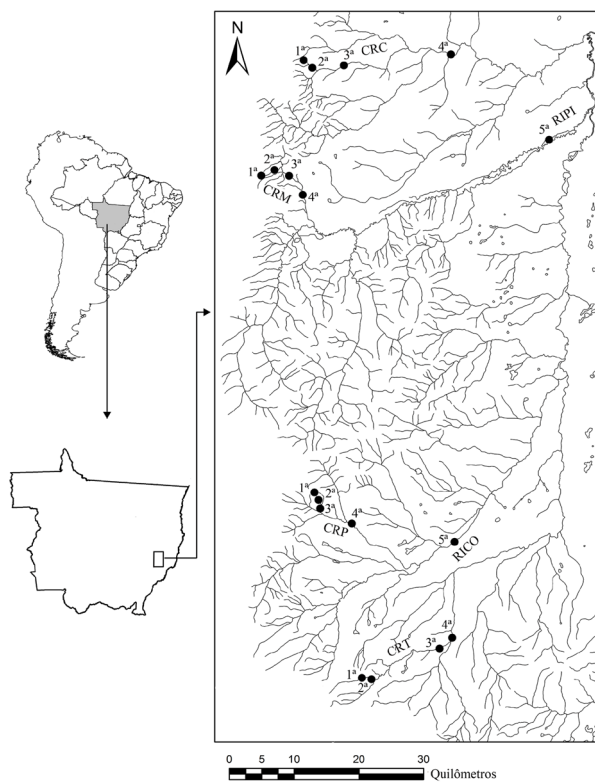 N
1ª
2ª
3ª
CRC
4ª
5ª
RIPI
1ª
2ª
3ª
CRM
4ª
1ª
2ª
3ª
4ª
CRP
5ª
RICO
4ª
3ª
CRT
1ª
2ª
0 5 10 20 30
Quilômetros